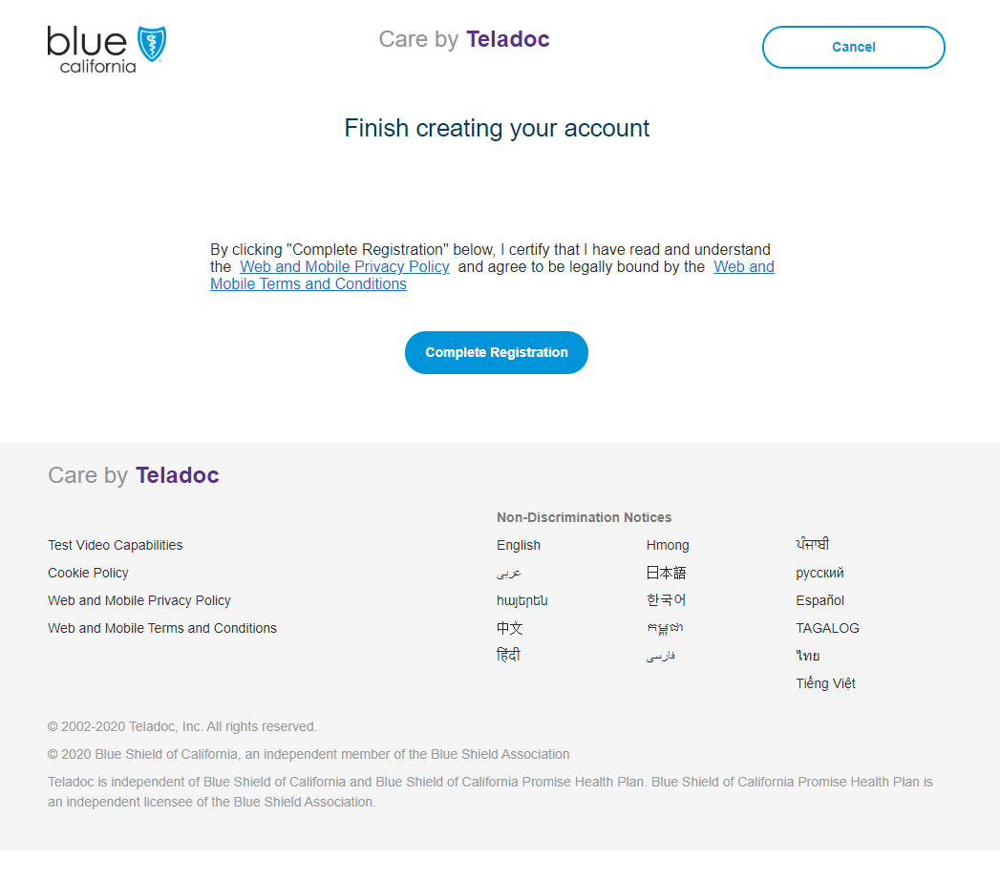 blue
california
Care by Teladoc
Cancel
Finish creating your account
By clicking "Complete Registration" below, I certify that I have read and understand
the Web and Mobile Privacy Policy and agree to be legally bound by the Web and
Mobile Terms and Conditions
Complete Registration
Care by Teladoc
Non-Discrimination Notices
Test Video Capabilities
Cookie Policy
Web and Mobile Privacy Policy
Web and Mobile Terms and Conditions
English
عربى
հայերեն
中文
हिंदी
Hmong
日本語
한국어
កម្ពុជា
فارسی
ਪੰਜਾਬੀ
русский
Español
TAGALOG
ไทย
Tiếng Việt
© 2002-2020 Teladoc, Inc. All rights reserved.
© 2020 Blue Shield of California, an independent member of the Blue Shield Association
Teladoc is independent of Blue Shield of California and Blue Shield of California Promise Health Plan. Blue Shield of California Promise Health Plan is
an independent licensee of the Blue Shield Association.